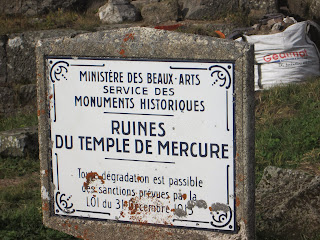 MINISTÈRE DES BEAUX-ARTS
SERVICE DES
MONUMENTS HISTORIQUES
RUINES
DU TEMPLE DE MERCURE
Toute dégradation est passible
des sanctions prévues par la
LOI du 31 Décembre 1913